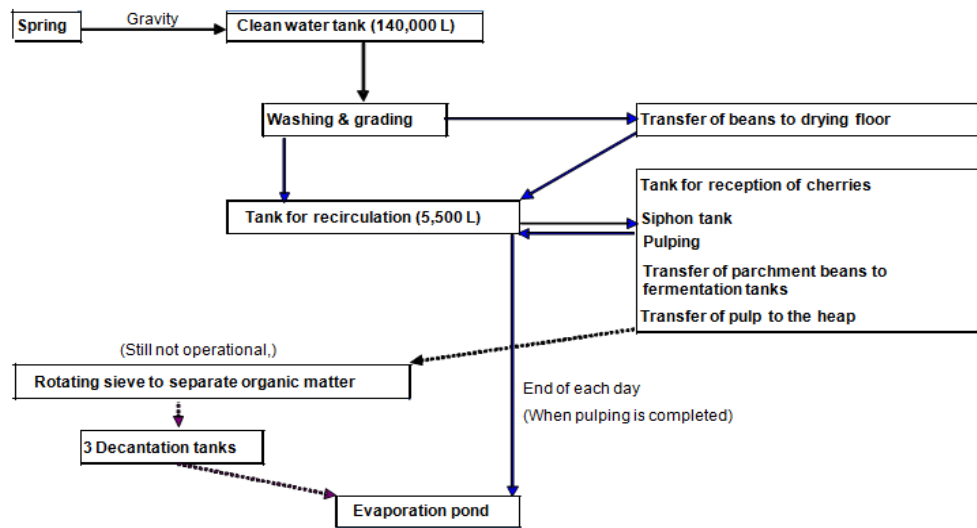 Spring
Gravity
Clean water tank (140,000 L)
Washing & grading
Transfer of beans to drying floor
Tank for recirculation (5,500 L)
Tank for reception of cherries
Siphon tank
Pulping
Transfer of parchment beans to
fermentation tanks
Transfer of pulp to the heap
(Still not operational,)
Rotating sieve to separate organic matter
End of each day
(When pulping is completed)
3 Decantation tanks
Evaporation pond